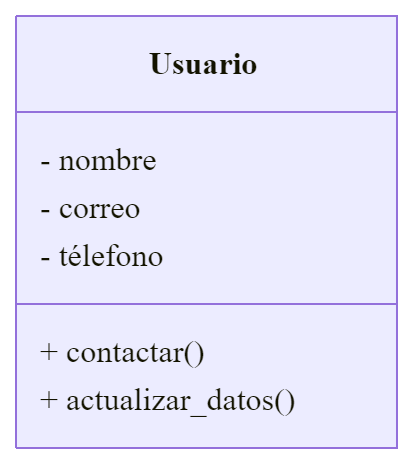 Usuario
- nombre
- correo
- télefono
+ contactar()
+ actualizar_datos()